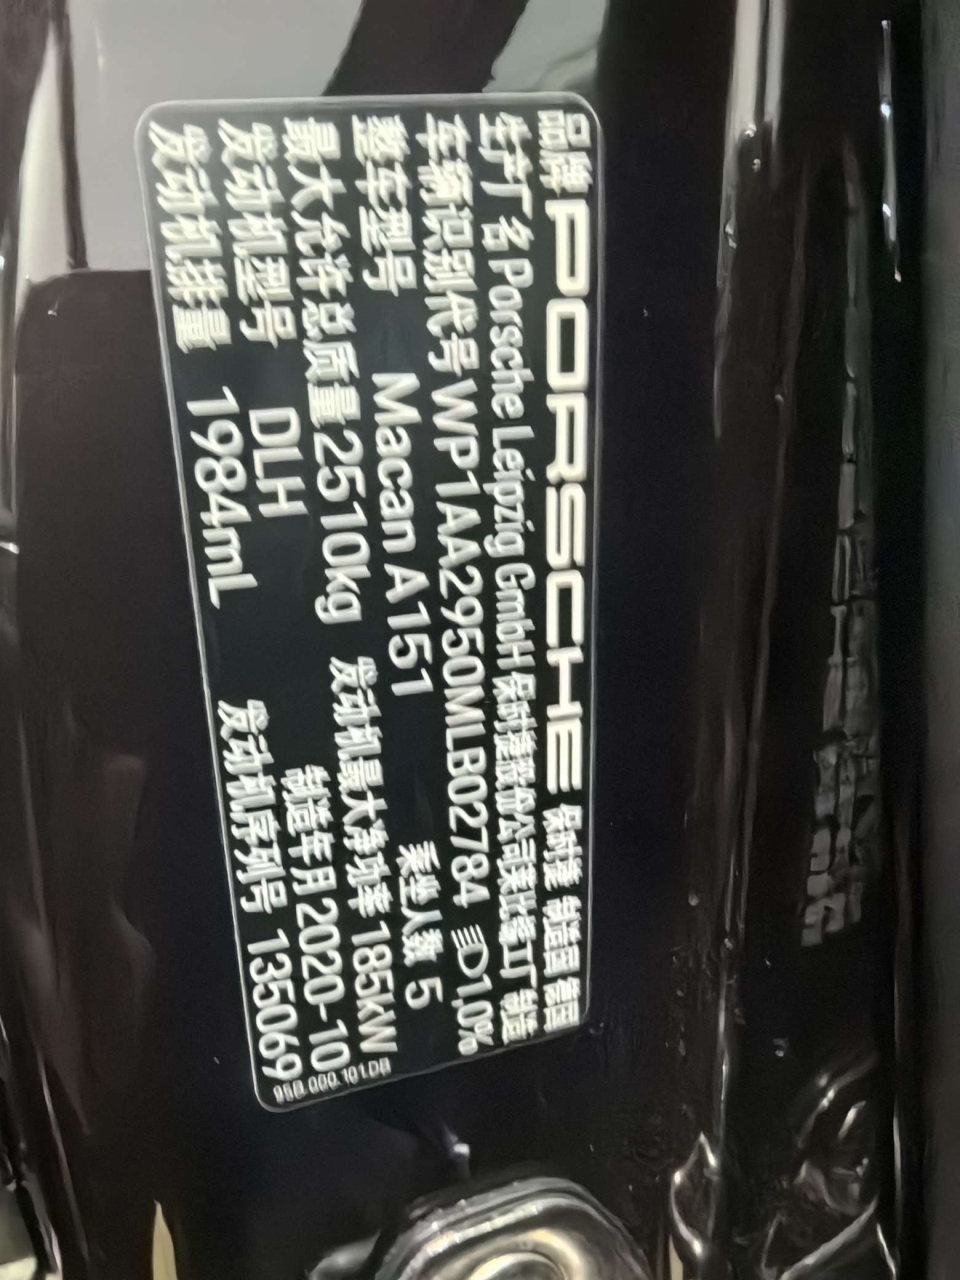 品牌 PORSCHE 保时捷 制造国 德国
生产厂名 Porsche Leipzig GmbH 保时捷股份公司莱比锡工厂 制造
车辆识别代号 WP1AA2950MLB02784 D1,0%
整车型号 Macan A151 乘坐人数 5
最大允许总质量 2510kg 发动机最大净功率 185kW
发动机型号 DLH 制造年月 2020-10
发动机排量 1984mL 发动机序列号 135069
95B.000.101.DB